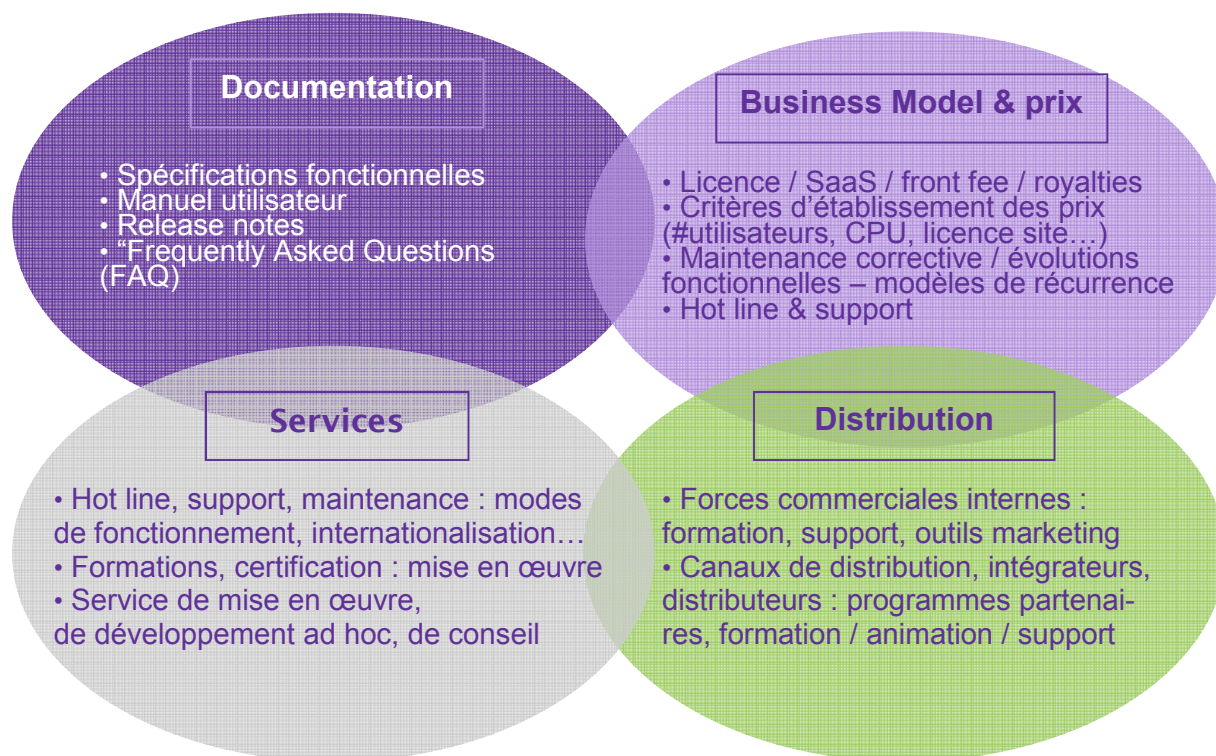 Documentation
• Spécifications fonctionnelles
• Manuel utilisateur
• Release notes
• “Frequently Asked Questions
(FAQ)
Business Model & prix
• Licence / SaaS / front fee / royalties
• Critères d’établissement des prix
(#utilisateurs, CPU, licence site…)
• Maintenance corrective / évolutions
fonctionnelles – modèles de récurrence
• Hot line & support
Services
• Hot line, support, maintenance : modes
de fonctionnement, internationalisation…
• Formations, certification : mise en œuvre
• Service de mise en œuvre,
de développement ad hoc, de conseil
Distribution
• Forces commerciales internes :
formation, support, outils marketing
• Canaux de distribution, intégrateurs,
distributeurs : programmes partenai-
res, formation / animation / support